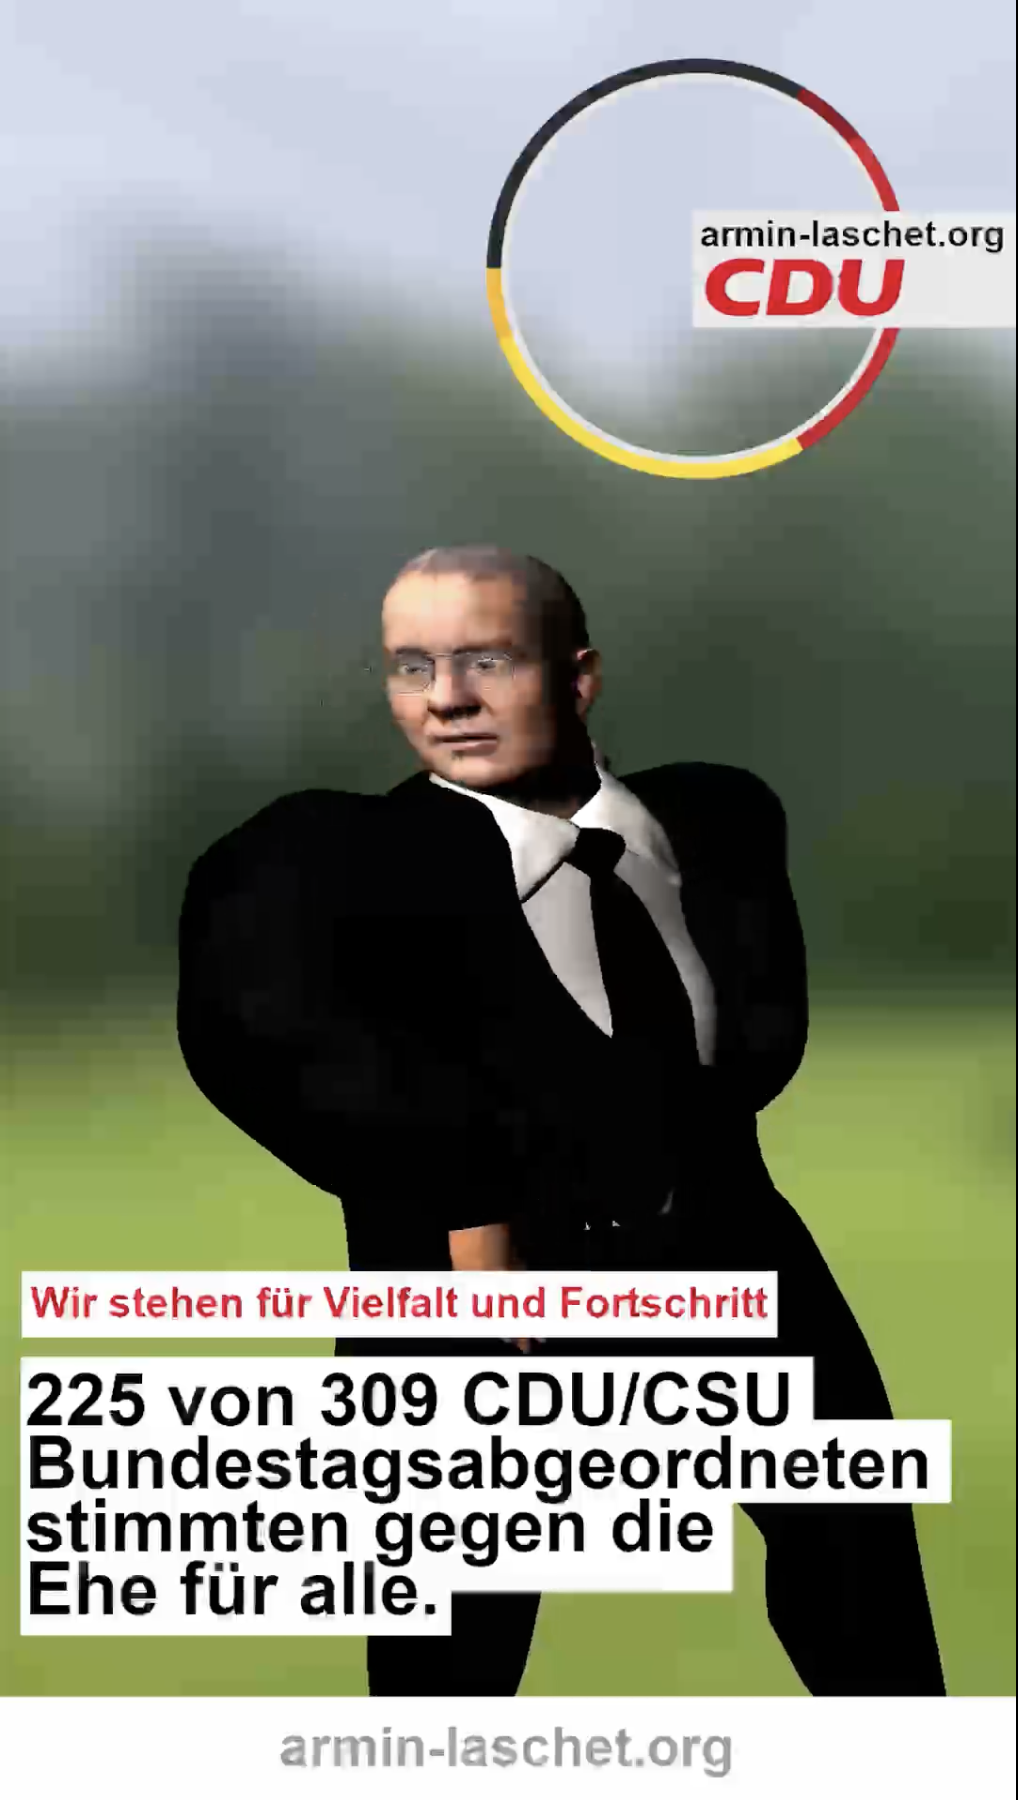 armin-laschet.org
CDU
Wir stehen für Vielfalt und Fortschritt
225 von 309 CDU/CSU
Bundestagsabgeordneten
stimmten gegen die
Ehe für alle.
armin-laschet.org